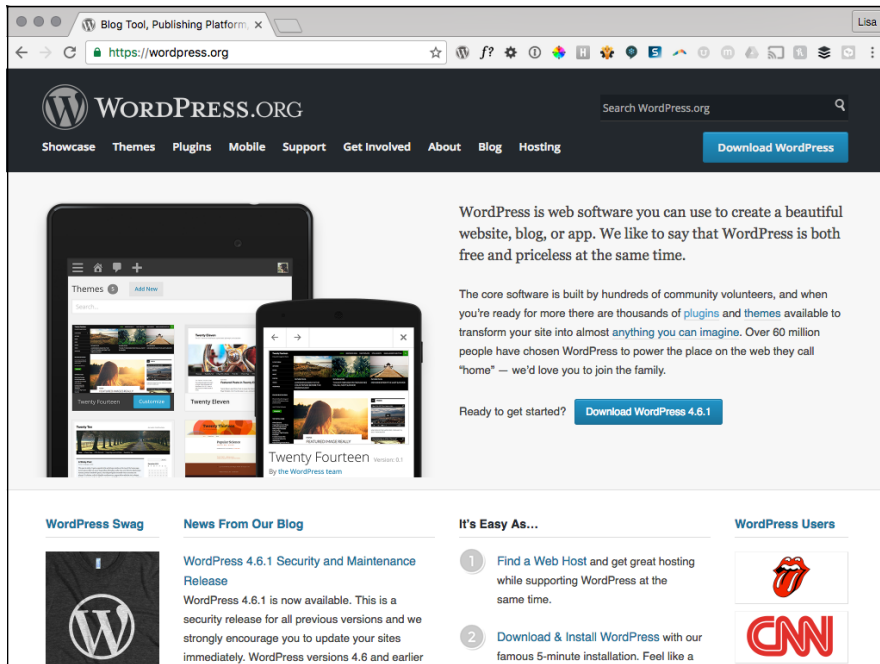 Blog Tool, Publishing Platform,
Lisa
https://wordpress.org
WORDPRESS.ORG
Search WordPress.org
Showcase Themes Plugins Mobile Support Get Involved About Blog Hosting
Download WordPress
WordPress is web software you can use to create a beautiful
website, blog, or app. We like to say that WordPress is both
free and priceless at the same time.
The core software is built by hundreds of community volunteers, and when
you're ready for more there are thousands of plugins and themes available to
transform your site into almost anything you can imagine. Over 60 million
people have chosen WordPress to power the place on the web they call
“home” — we'd love you to join the family.
Ready to get started? Download WordPress 4.6.1
Themes 1 Add New
Search...
Twenty Fourteen Customize
Twenty Eleven
Twenty Ten
Twenty Fourteen Version: 0.1
By the WordPress team
WordPress Swag
News From Our Blog
WordPress 4.6.1 Security and Maintenance
Release
WordPress 4.6.1 is now available. This is a
security release for all previous versions and we
strongly encourage you to update your sites
immediately. WordPress versions 4.6 and earlier
It's Easy As...
1 Find a Web Host and get great hosting
while supporting WordPress at the
same time.
2 Download & Install WordPress with our
famous 5-minute installation. Feel like a
WordPress Users
CNN